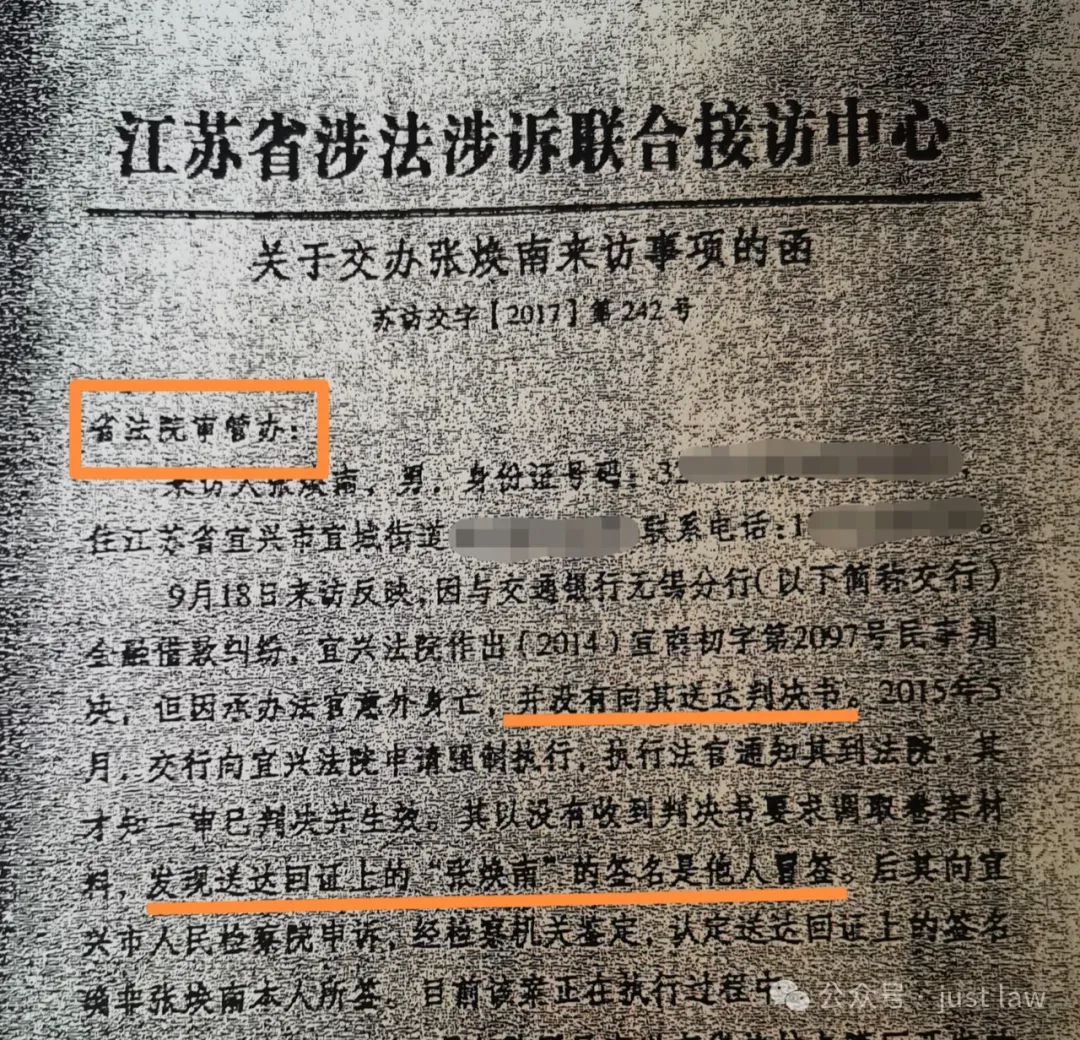 江苏省涉法涉诉联合接访中心
关于交办张焕南来访事项的函
苏访交字【2017】第242号
省法院审管办：
来访人张焕南，男，身份证号码：32
住江苏省宜兴市宜城街道 联系电话：1 。
9月18日来访反映，因与交通银行无锡分行（以下简称交行）
金融借款纠纷，宜兴法院作出（2014）宜商初字第2097号民事判
决，但因承办法官意外身亡，并没有向其送达判决书。2015年5
月，交行向宜兴法院申请强制执行，执行法官通知其到法院，其
才知一审已判决并生效。其以没有收到判决书要求调取卷宗材
料，发现送达回证上的“张焕南”的签名是他人冒签。后其向宜
兴市人民检察院申诉，经检察机关鉴定，认定送达回证上的签名
确非张焕南本人所签。目前该案正在执行过程中
公众号 · just law